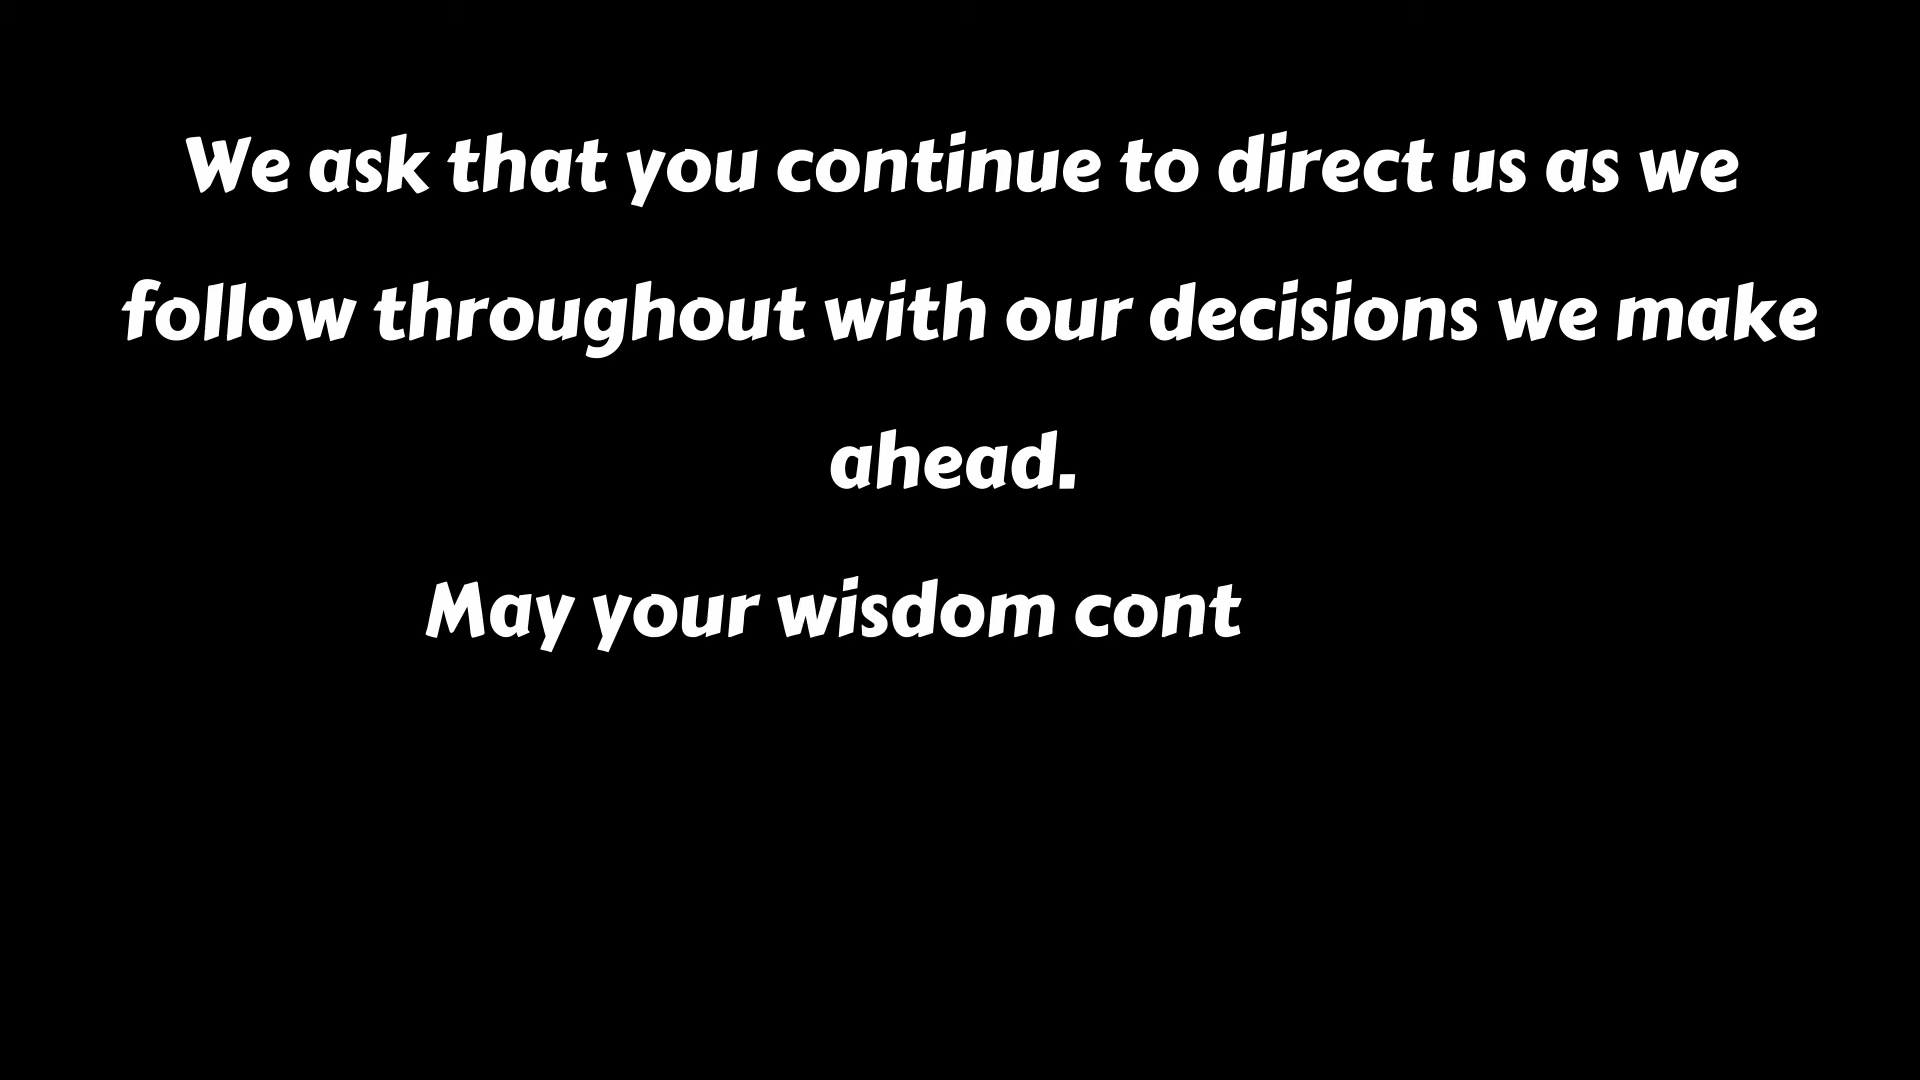 We ask that you continue to direct us as we
follow throughout with our decisions we make
ahead.
May your wisdom cont